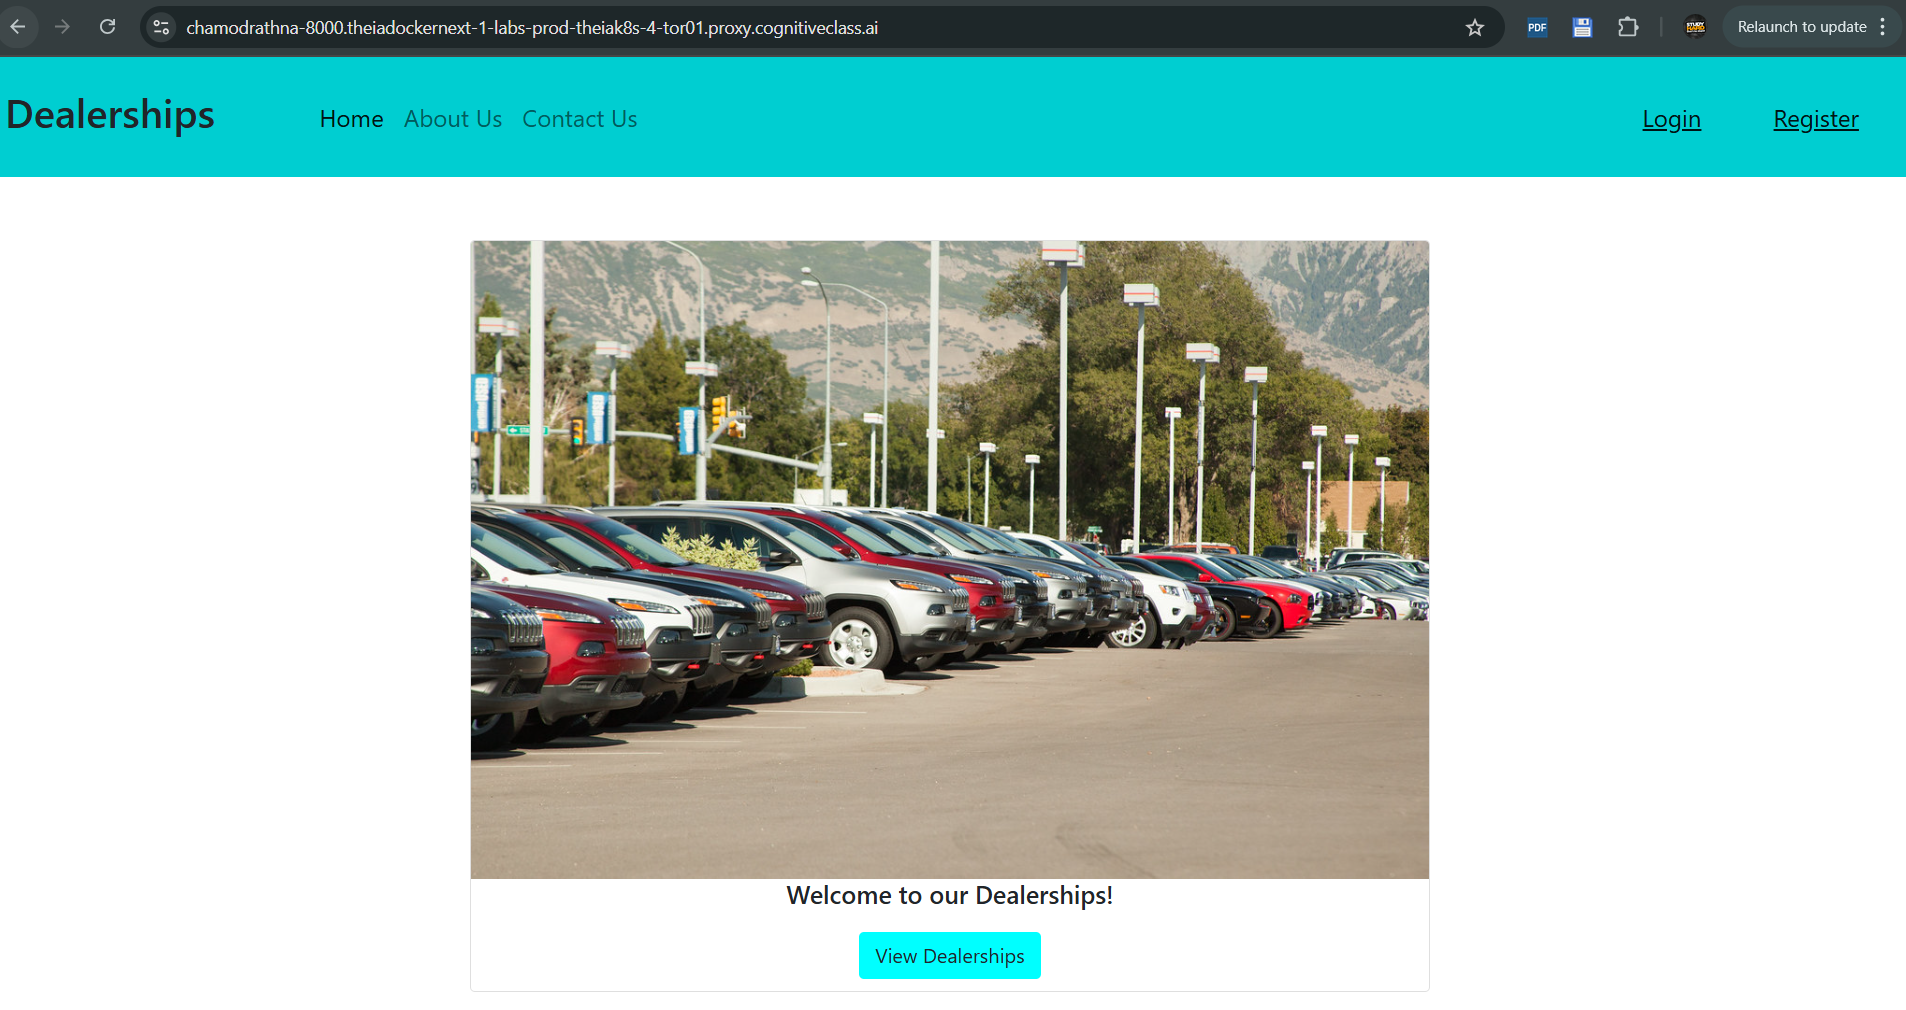 chamodrathna-8000.theiadockernext-1-labs-prod-theiak8s-4-tor01.proxy.cognitiveclass.ai
PDF
Relaunch to update
Dealerships
Home
About Us
Contact Us
Login
Register
Welcome to our Dealerships!
View Dealerships